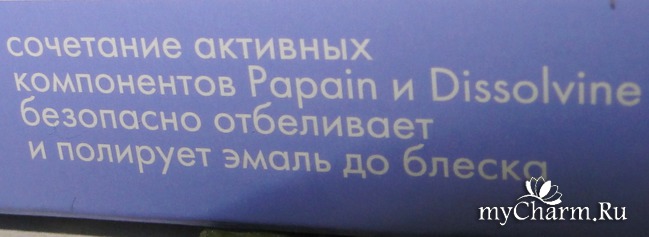 сочетание активных
компонентов Papain и Dissolvine
безопасно отбеливает
и полирует эмаль до блеска
myCharm.Ru